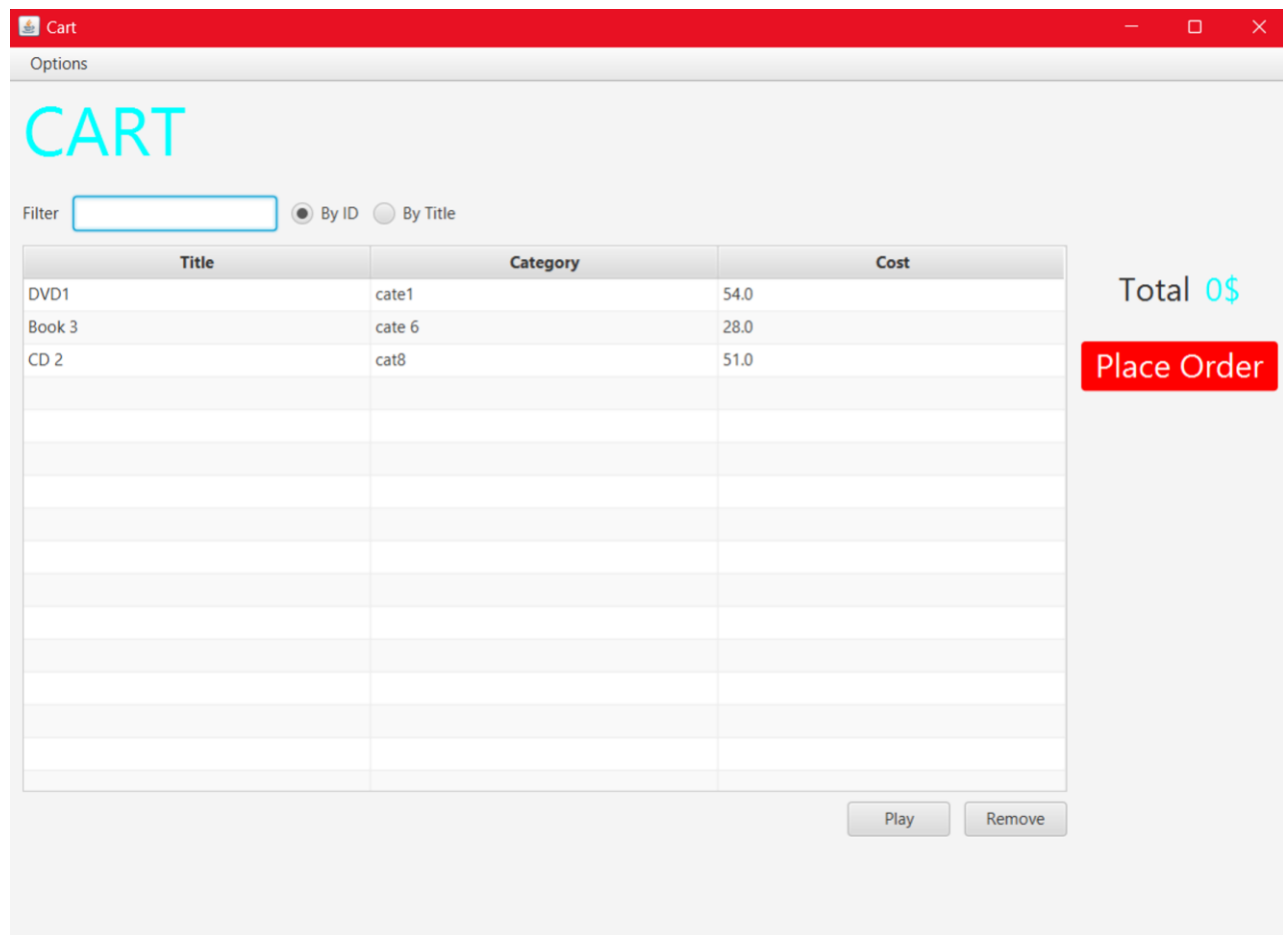 Cart
Options
CART
Filter By ID By Title
Title Category Cost
DVD1 cate1 54.0
Book 3 cate 6 28.0
CD 2 cat8 51.0
Total 0$
Place Order
Play Remove